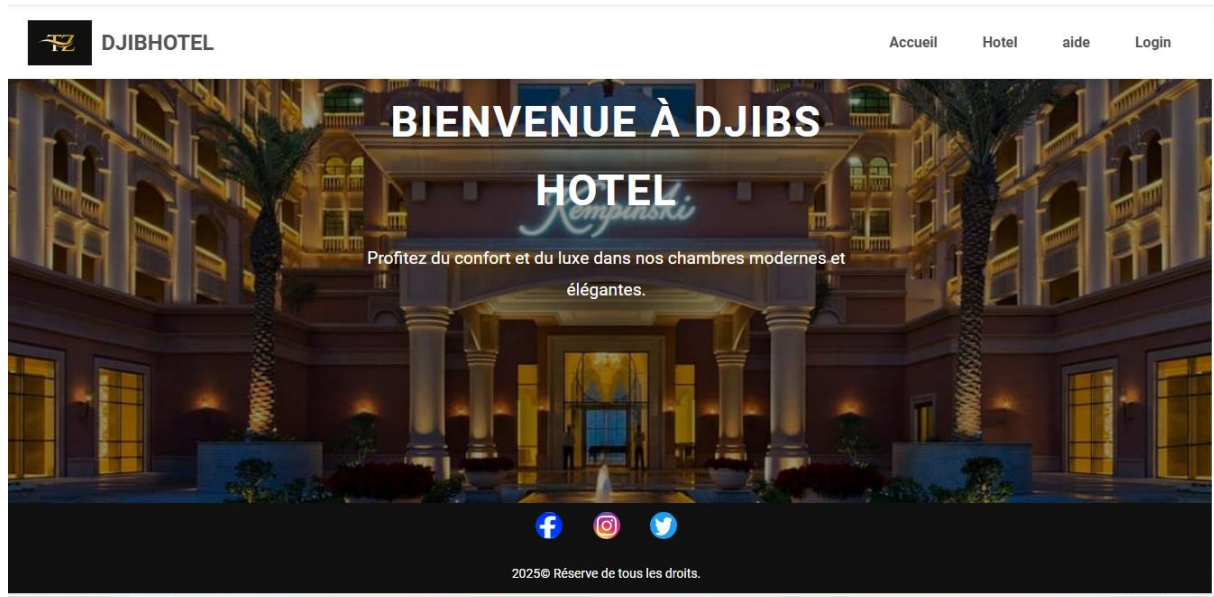 TZ
DJIBHOTEL
Accueil Hotel aide Login
BIENVENUE À DJIBS
HOTEL
Kempinski
Profitez du confort et du luxe dans nos chambres modernes et
élégantes.
2025© Réserve de tous les droits.